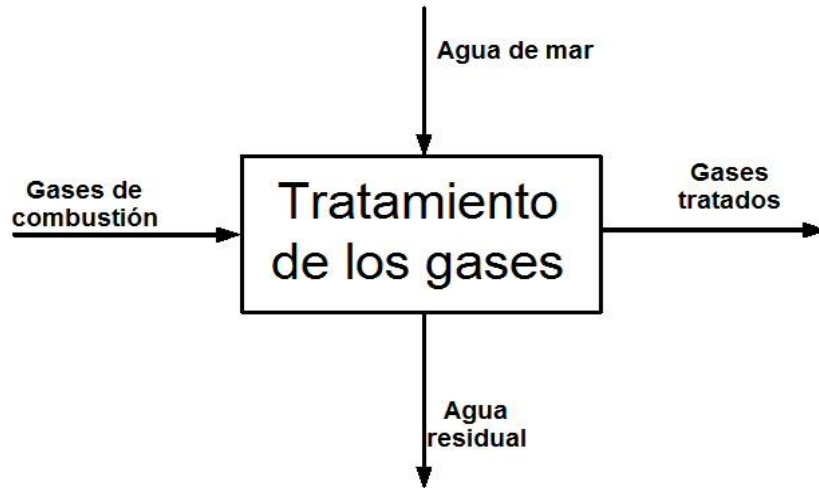 Agua de mar
Gases de
combustión
Tratamiento
de los gases
Gases
tratados
Agua
residual